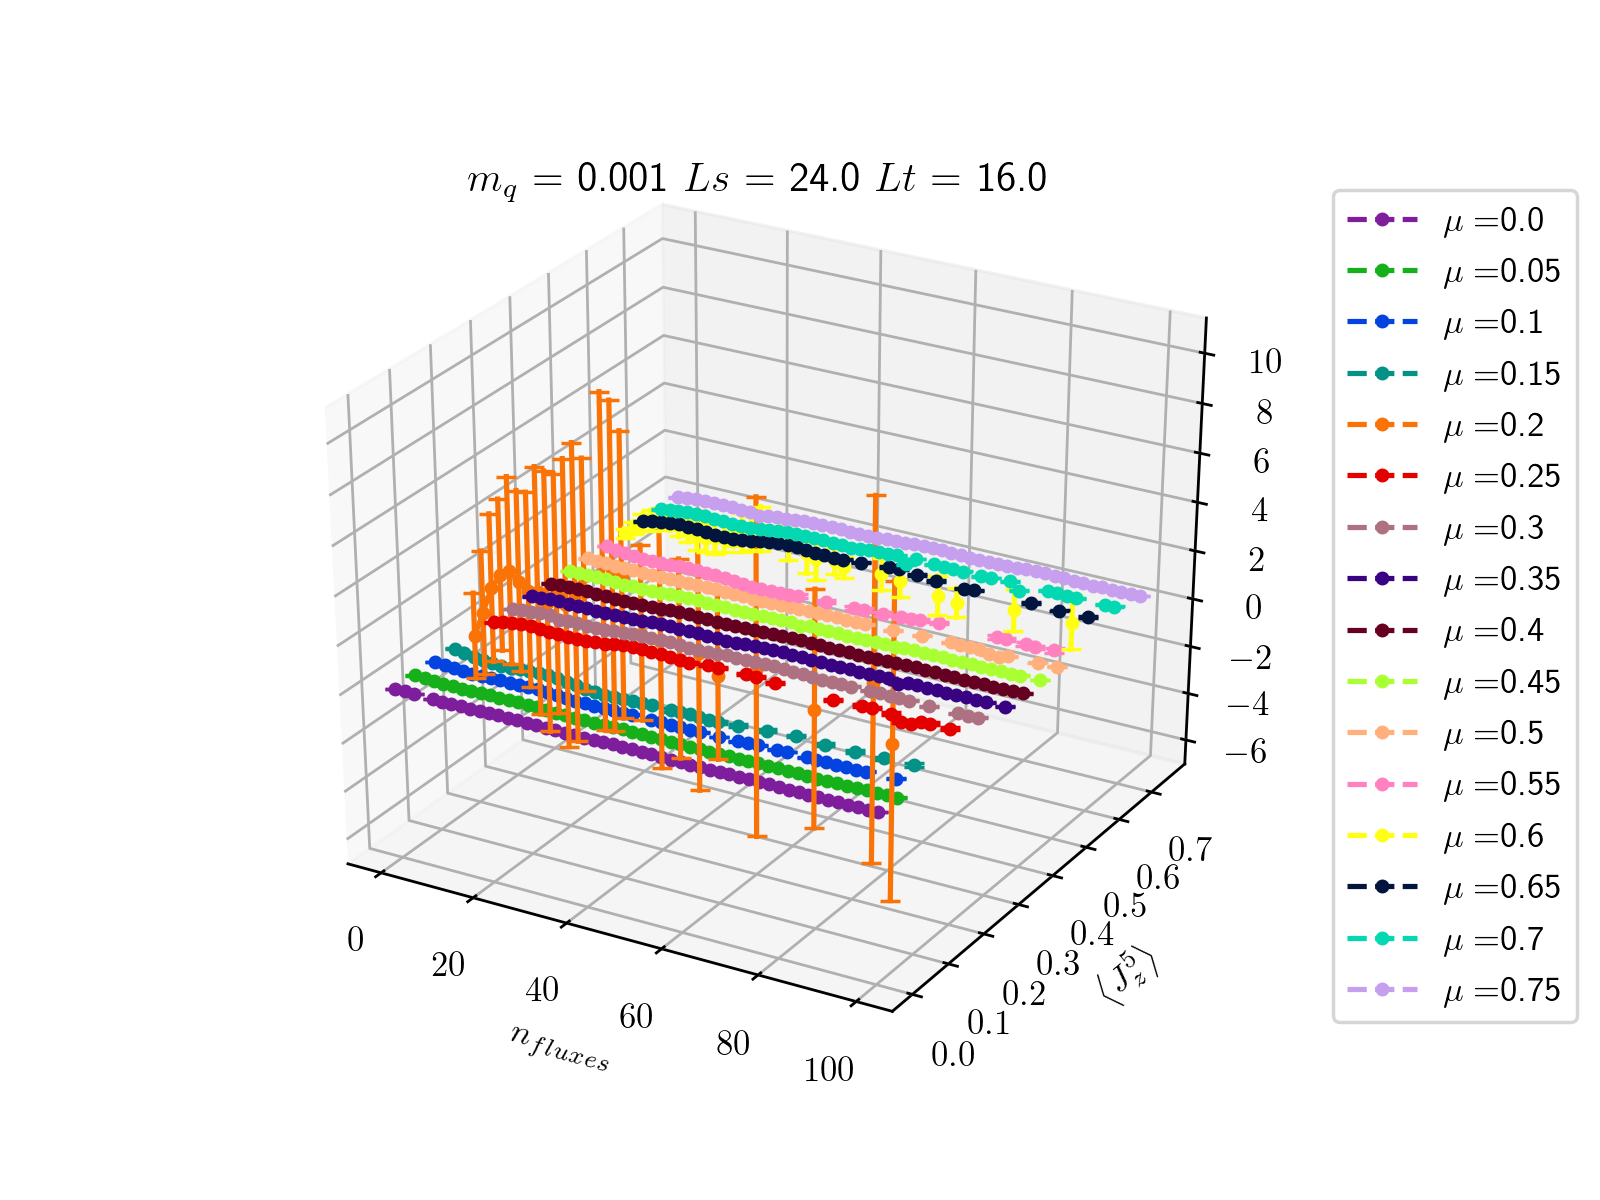 m_q = 0.001 Ls = 24.0 Lt = 16.0
10
8
6
4
2
0
−2
−4
−6
0
20
40
60
80
100
n_{fluxes}
0.0
0.1
0.2
0.3
0.4
0.5
0.6
0.7
⟨J_z^5⟩
μ =0.0
μ =0.05
μ =0.1
μ =0.15
μ =0.2
μ =0.25
μ =0.3
μ =0.35
μ =0.4
μ =0.45
μ =0.5
μ =0.55
μ =0.6
μ =0.65
μ =0.7
μ =0.75